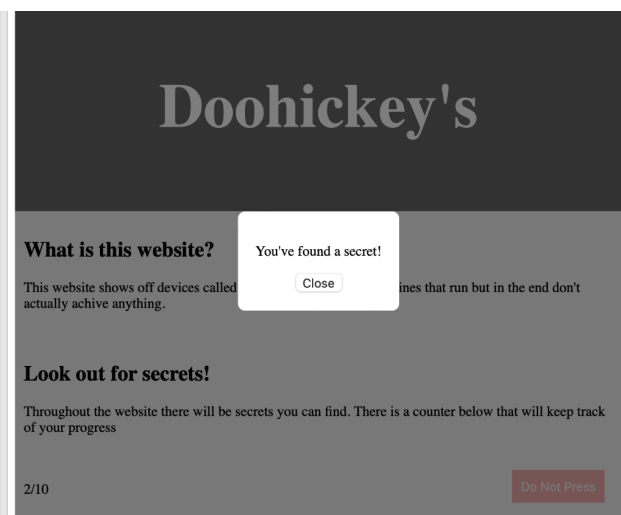 Doohickey's
What is this website?
You've found a secret!
This website shows off devices called
Close
ines that run but in the end don't
actually achive anything.
Look out for secrets!
Throughout the website there will be secrets you can find. There is a counter below that will keep track
of your progress
2/10
Do Not Press